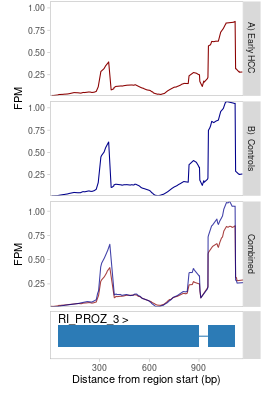 1.00
0.75
0.50
0.25
FPM
A) Early HCC
1.00
0.75
0.50
0.25
FPM
B) Controls
1.00
0.75
0.50
0.25
FPM
Combined
RI_PROZ_3 >
300 600 900
Distance from region start (bp)